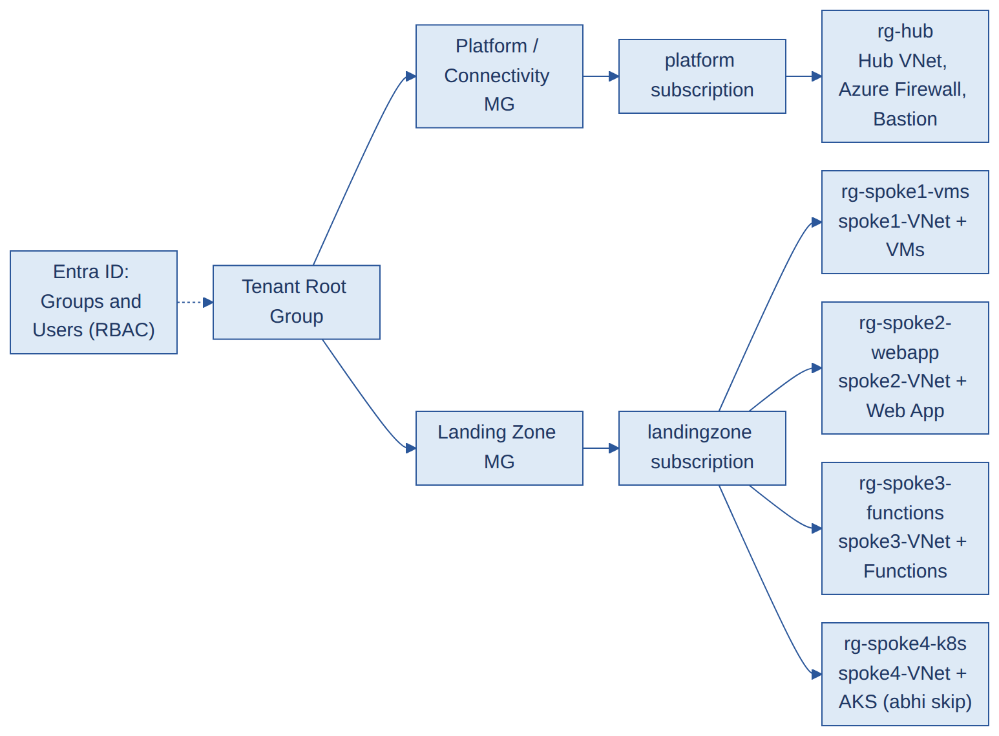 Entra ID:
Groups and
Users (RBAC)
Tenant Root
Group
Platform /
Connectivity
MG
platform
subscription
rg-hub
Hub VNet,
Azure Firewall,
Bastion
Landing Zone
MG
landingzone
subscription
rg-spoke1-vms
spoke1-VNet +
VMs
rg-spoke2-
webapp
spoke2-VNet +
Web App
rg-spoke3-
functions
spoke3-VNet +
Functions
rg-spoke4-k8s
spoke4-VNet +
AKS (abhi skip)